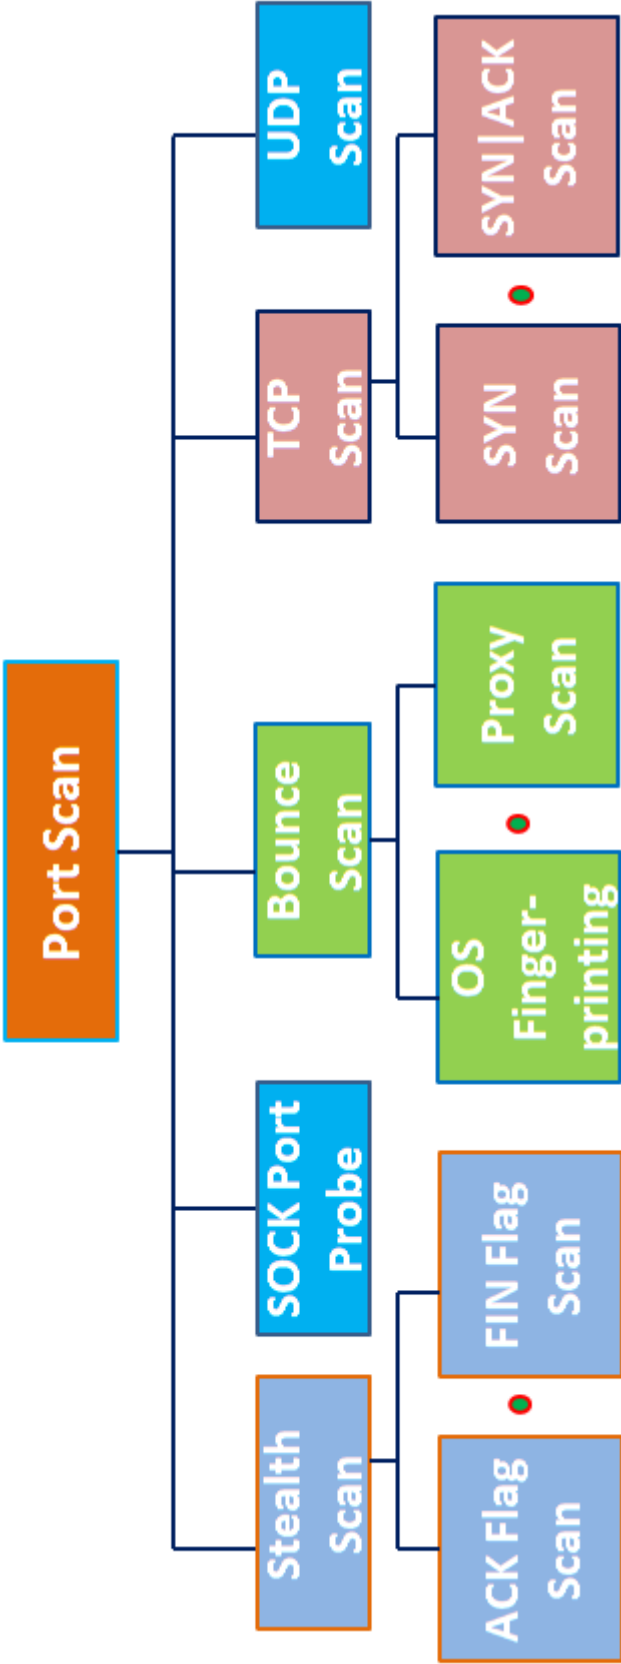 Port Scan
Stealth
Scan
SOCK Port
Probe
Bounce
Scan
TCP
Scan
UDP
Scan
ACK Flag
Scan
FIN Flag
Scan
OS
Finger-
printing
Proxy
Scan
SYN
Scan
SYN|ACK
Scan